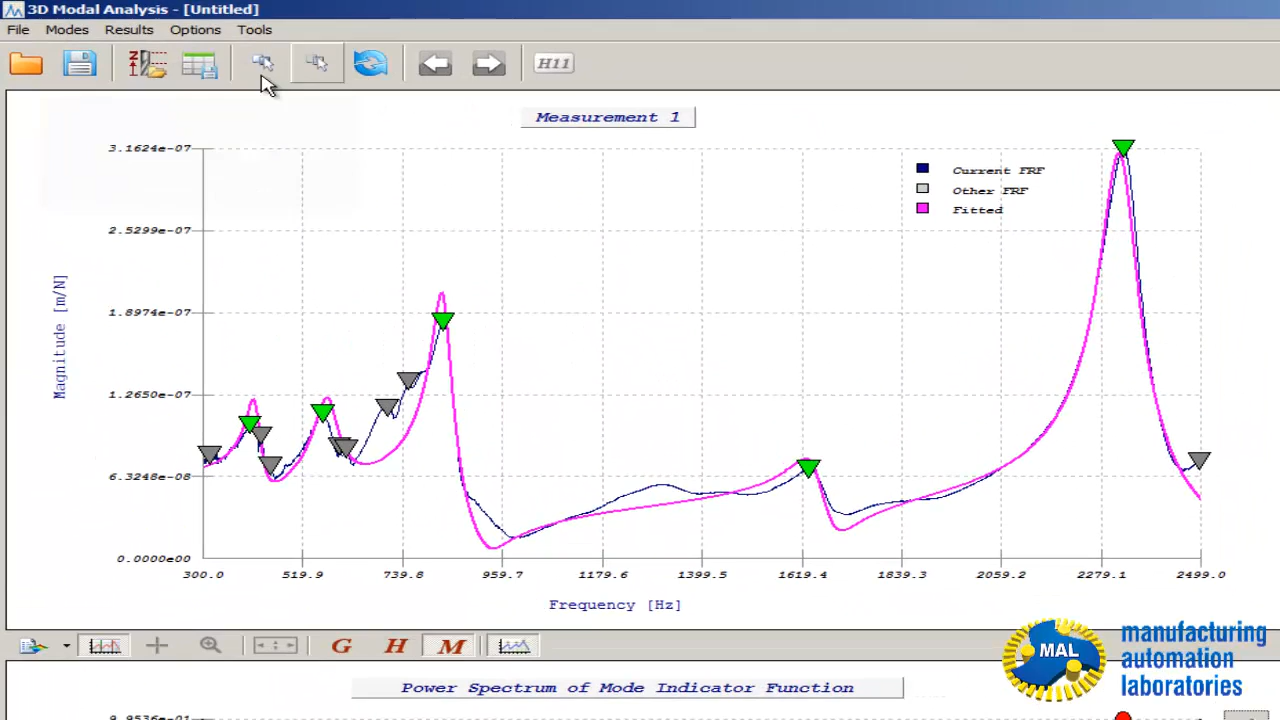 3D Modal Analysis - [Untitled]
File Modes Results Options Tools
H11
Measurement 1
3.1624e-07
2.5299e-07
1.8974e-07
1.2650e-07
6.3248e-08
0.0000e00
Magnitude [m/N]
Current FRF
Other FRF
Fitted
300.0 519.9 739.8 959.7 1179.6 1399.5 1619.4 1839.3 2059.2 2279.1 2499.0
Frequency [Hz]
G H M
MAL
manufacturing
automation
laboratories
Power Spectrum of Mode Indicator Function